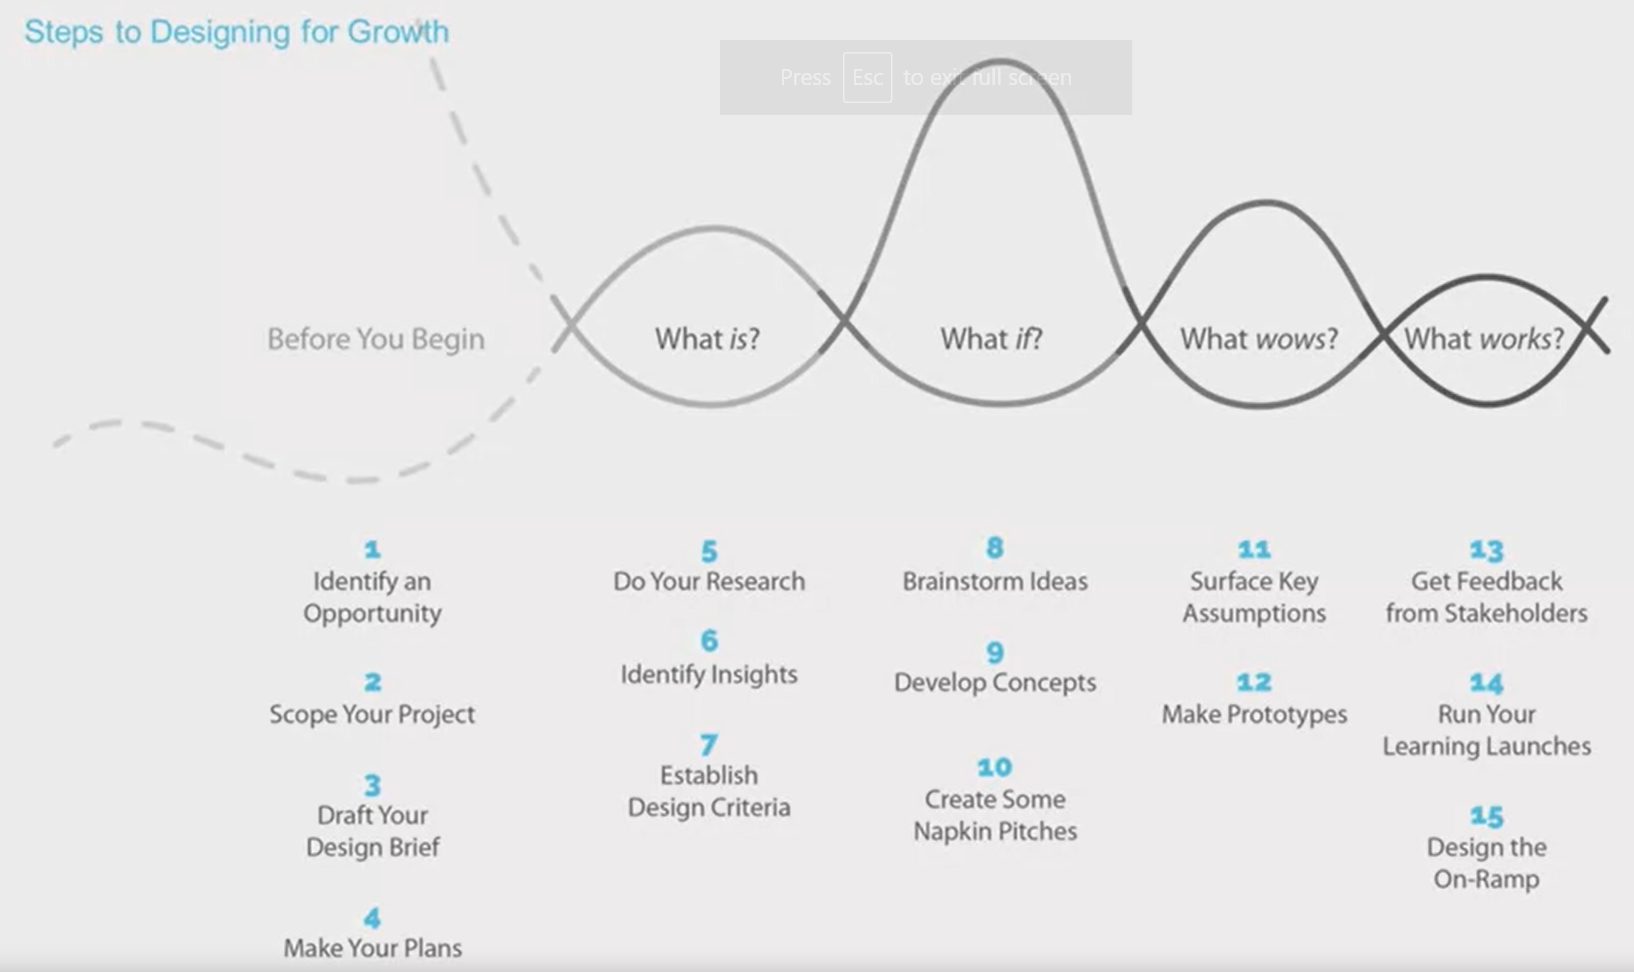 Steps to Designing for Growth
Press Esc to exit full screen
Before You Begin
What is?
What if?
What wows?
What works?
1
Identify an
Opportunity
2
Scope Your Project
3
Draft Your
Design Brief
4
Make Your Plans
5
Do Your Research
6
Identify Insights
7
Establish
Design Criteria
8
Brainstorm Ideas
9
Develop Concepts
10
Create Some
Napkin Pitches
11
Surface Key
Assumptions
12
Make Prototypes
13
Get Feedback
from Stakeholders
14
Run Your
Learning Launches
15
Design the
On-Ramp